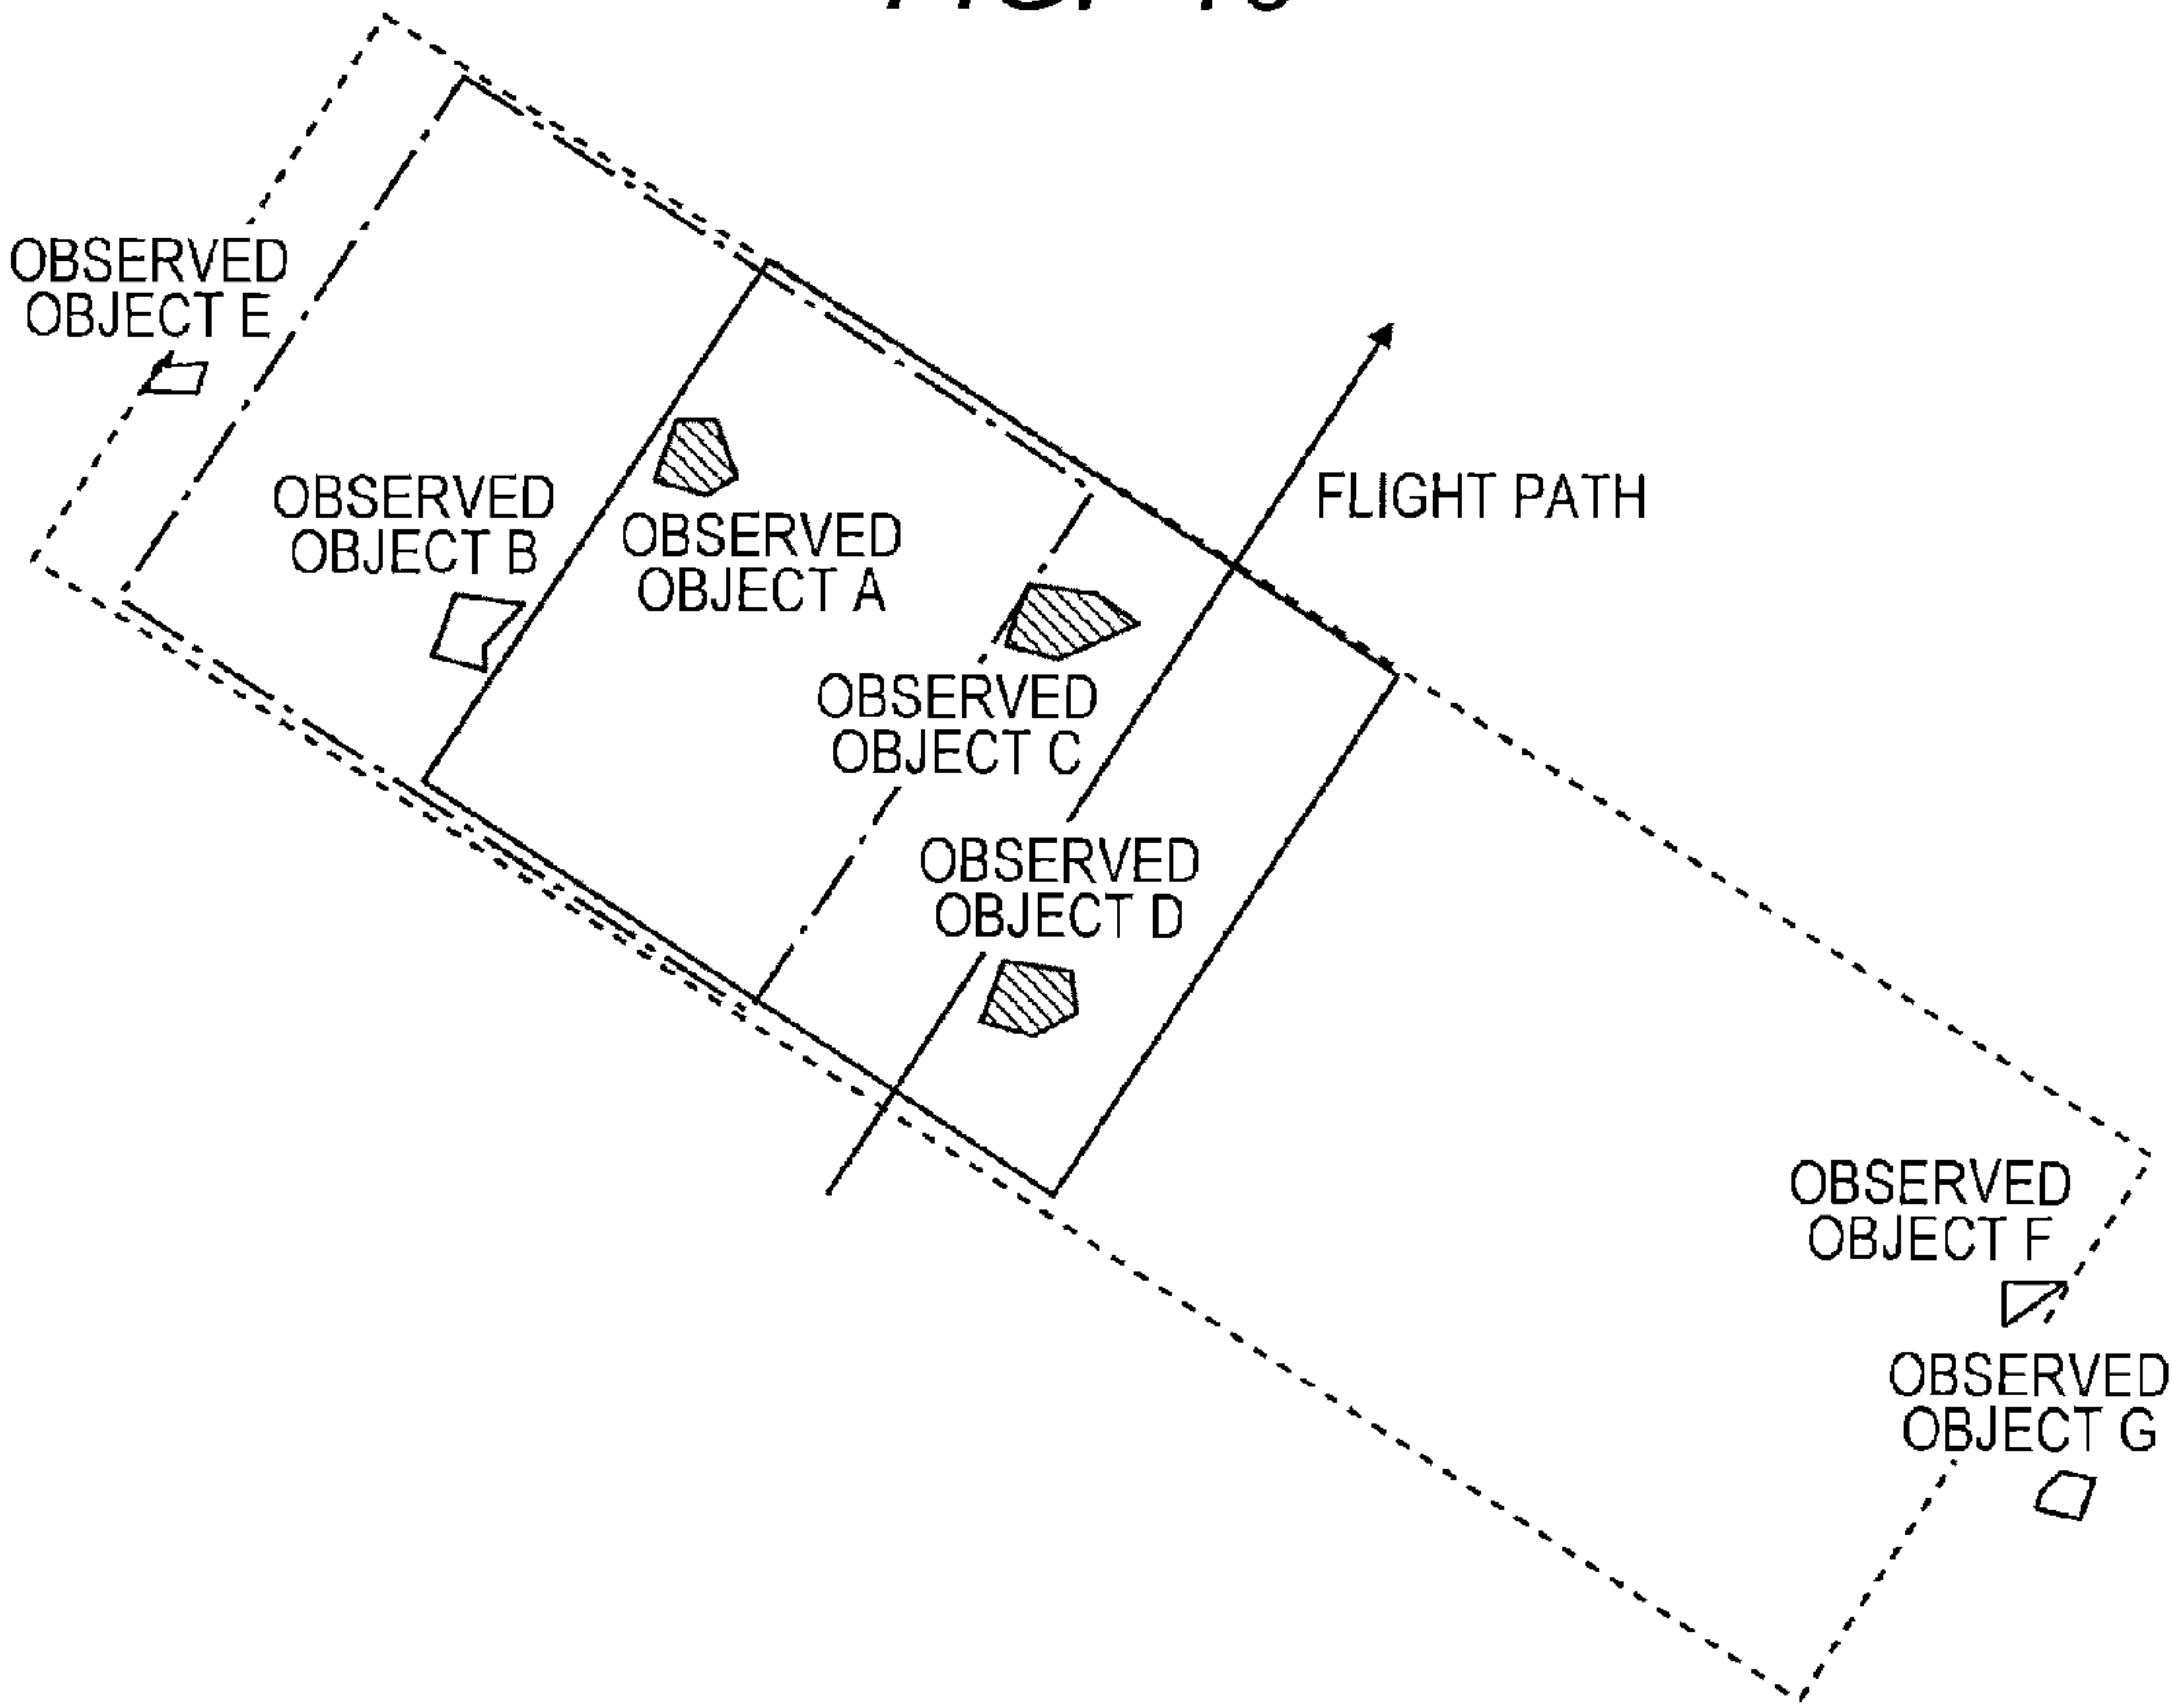 OBSERVED
OBJECT E
OBSERVED
OBJECT B
OBSERVED
OBJECT A
FLIGHT PATH
OBSERVED
OBJECT C
OBSERVED
OBJECT D
OBSERVED
OBJECT F
OBSERVED
OBJECT G